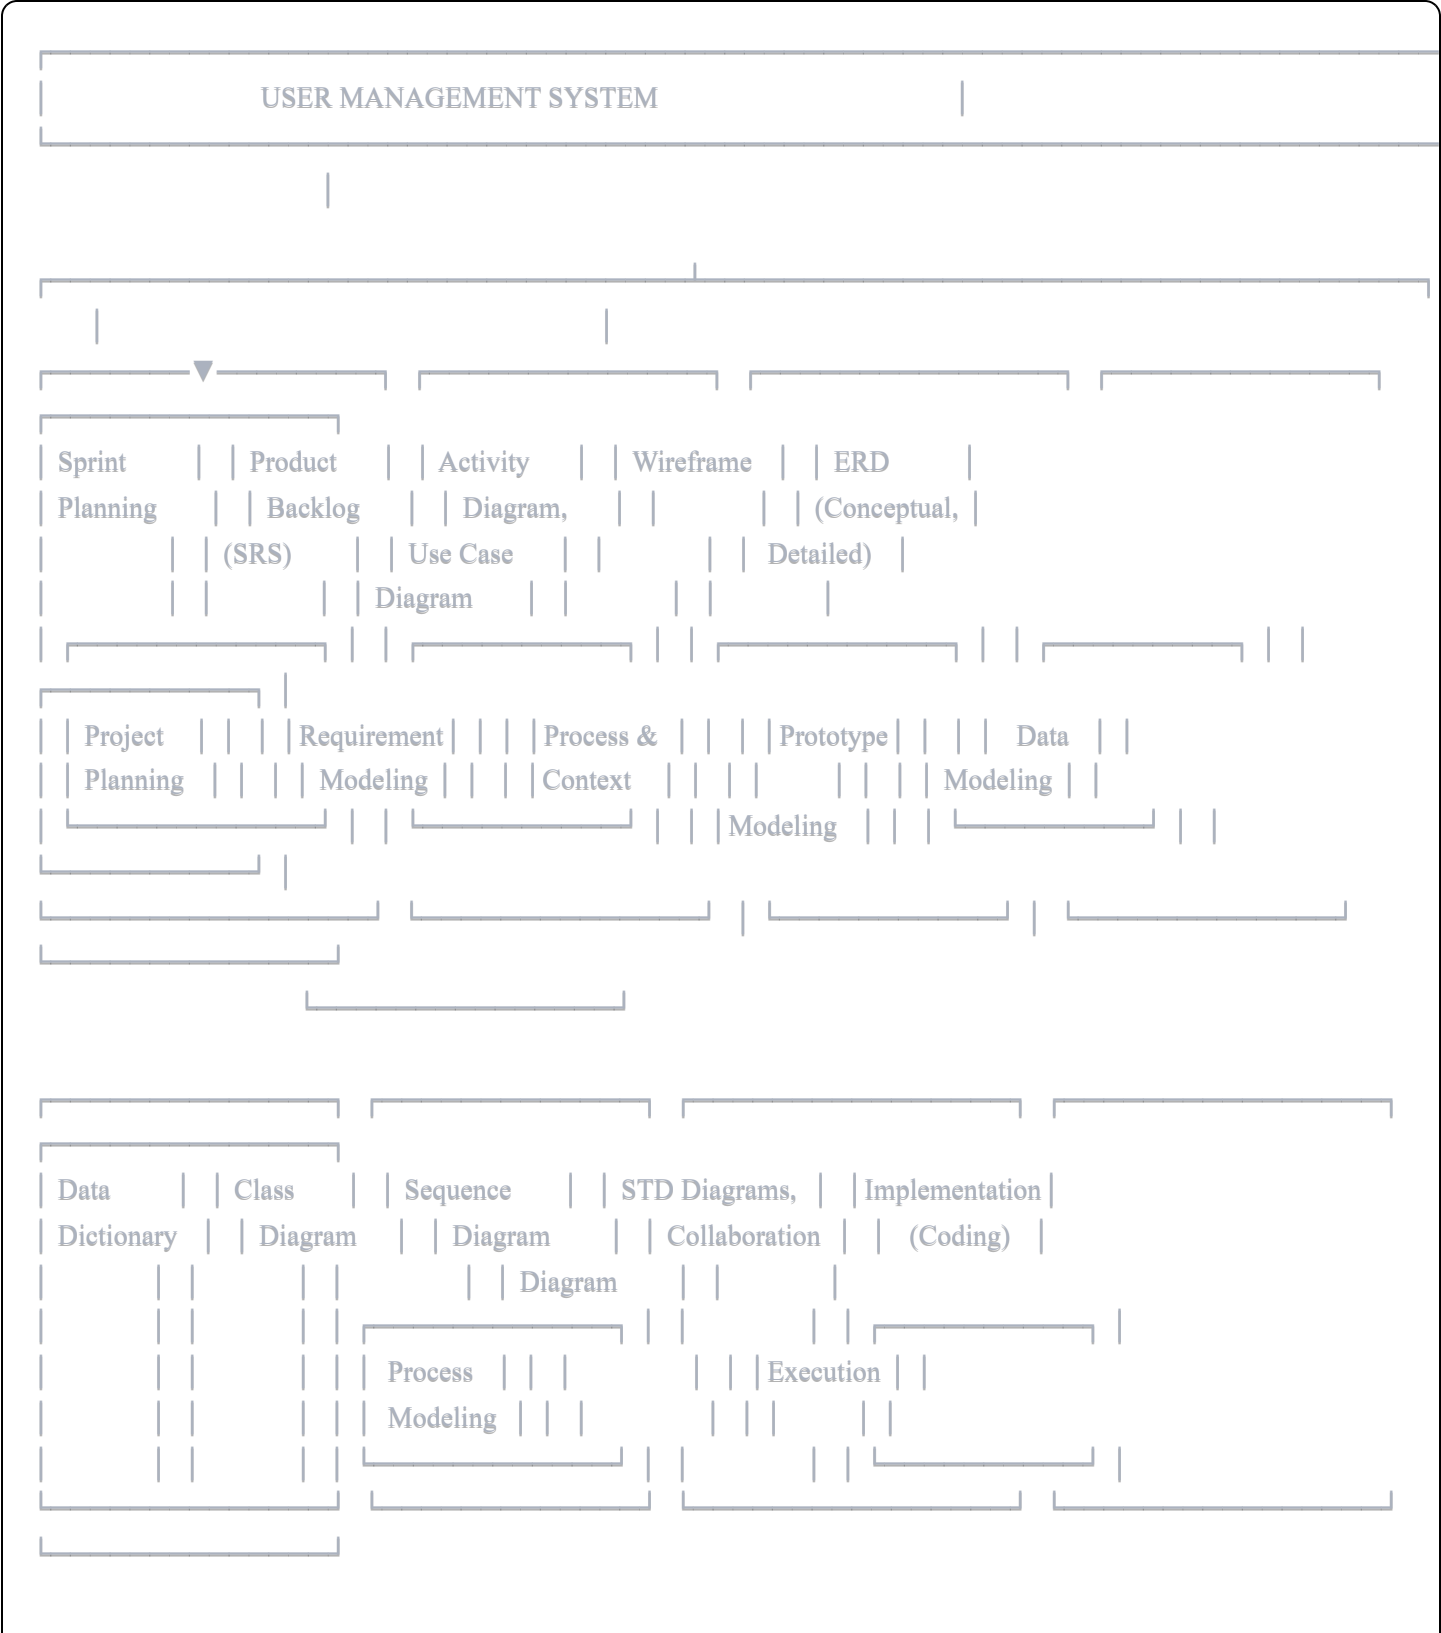 USER MANAGEMENT SYSTEM
▼
Sprint Product Activity Wireframe ERD
Planning Backlog Diagram, (Conceptual,
(SRS) Use Case Detailed)
Diagram
Project Requirement Process & Prototype Data
Planning Modeling Context Modeling
Modeling
Data Class Sequence STD Diagrams, Implementation
Dictionary Diagram Diagram Collaboration (Coding)
Diagram
Process Execution
Modeling